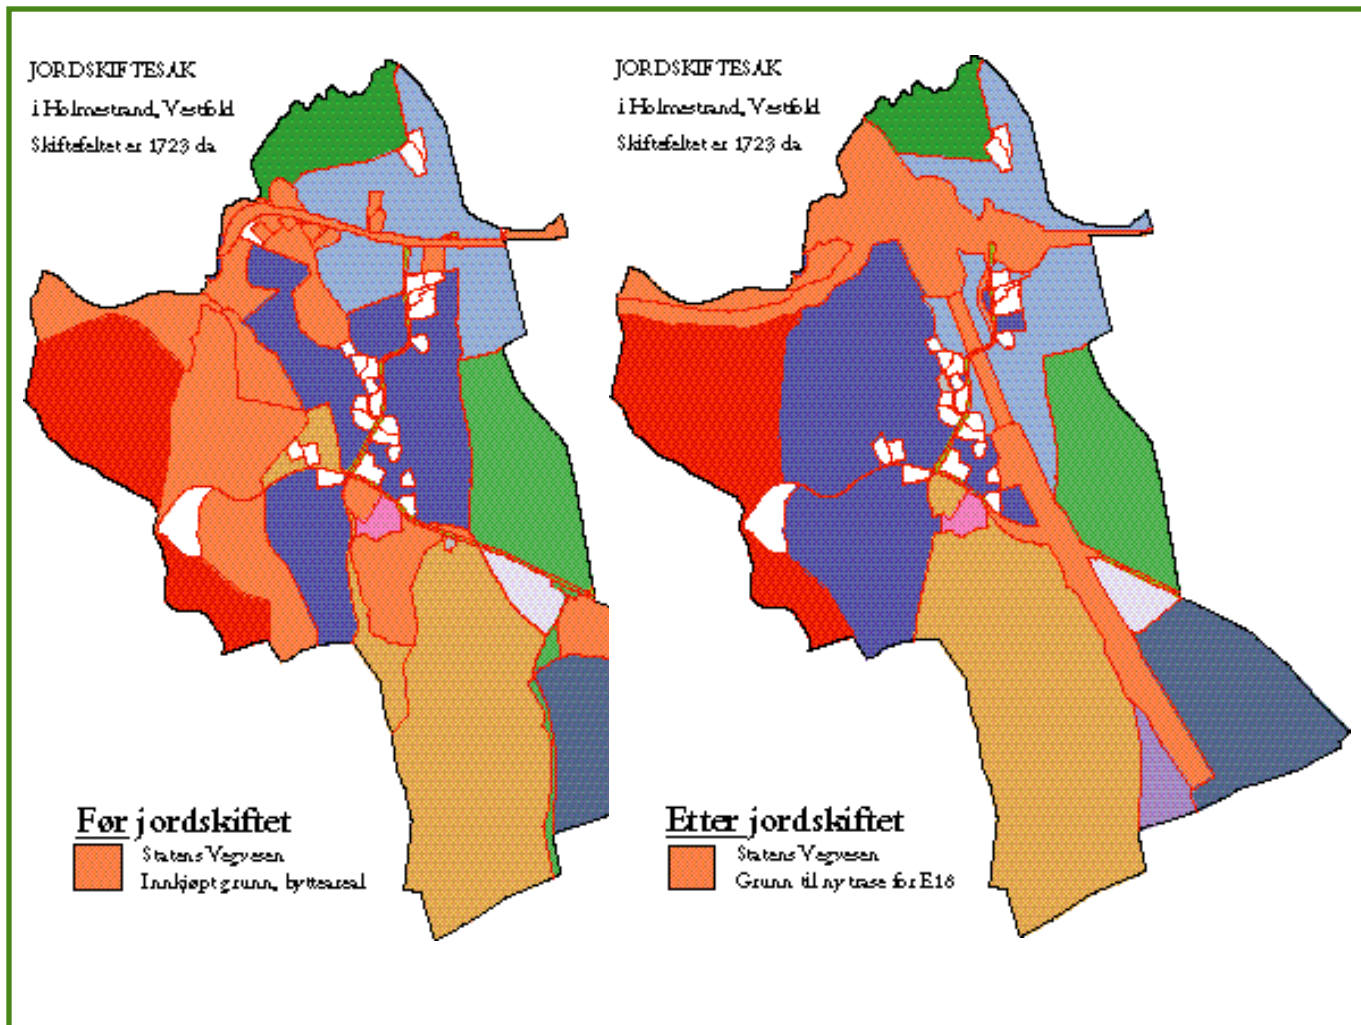 JORDSKIFTESAK
i Holmestrand, Vestfold
Skiftefeltet er 1723 da
JORDSKIFTESAK
i Holmestrand, Vestfold
Skiftefeltet er 1723 da
Før jordskiftet
Statens Vegvesen
Innkjøpt grunn, bytteareal
Etter jordskiftet
Statens Vegvesen
Grunn til ny trase for E18